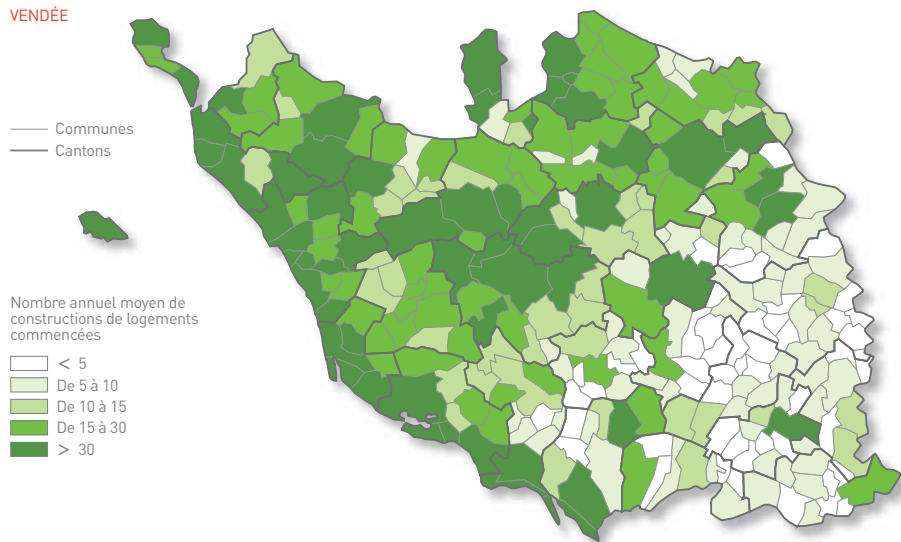 VENDÉE
Communes
Cantons
Nombre annuel moyen de
constructions de logements
commencées
< 5
De 5 à 10
De 10 à 15
De 15 à 30
> 30